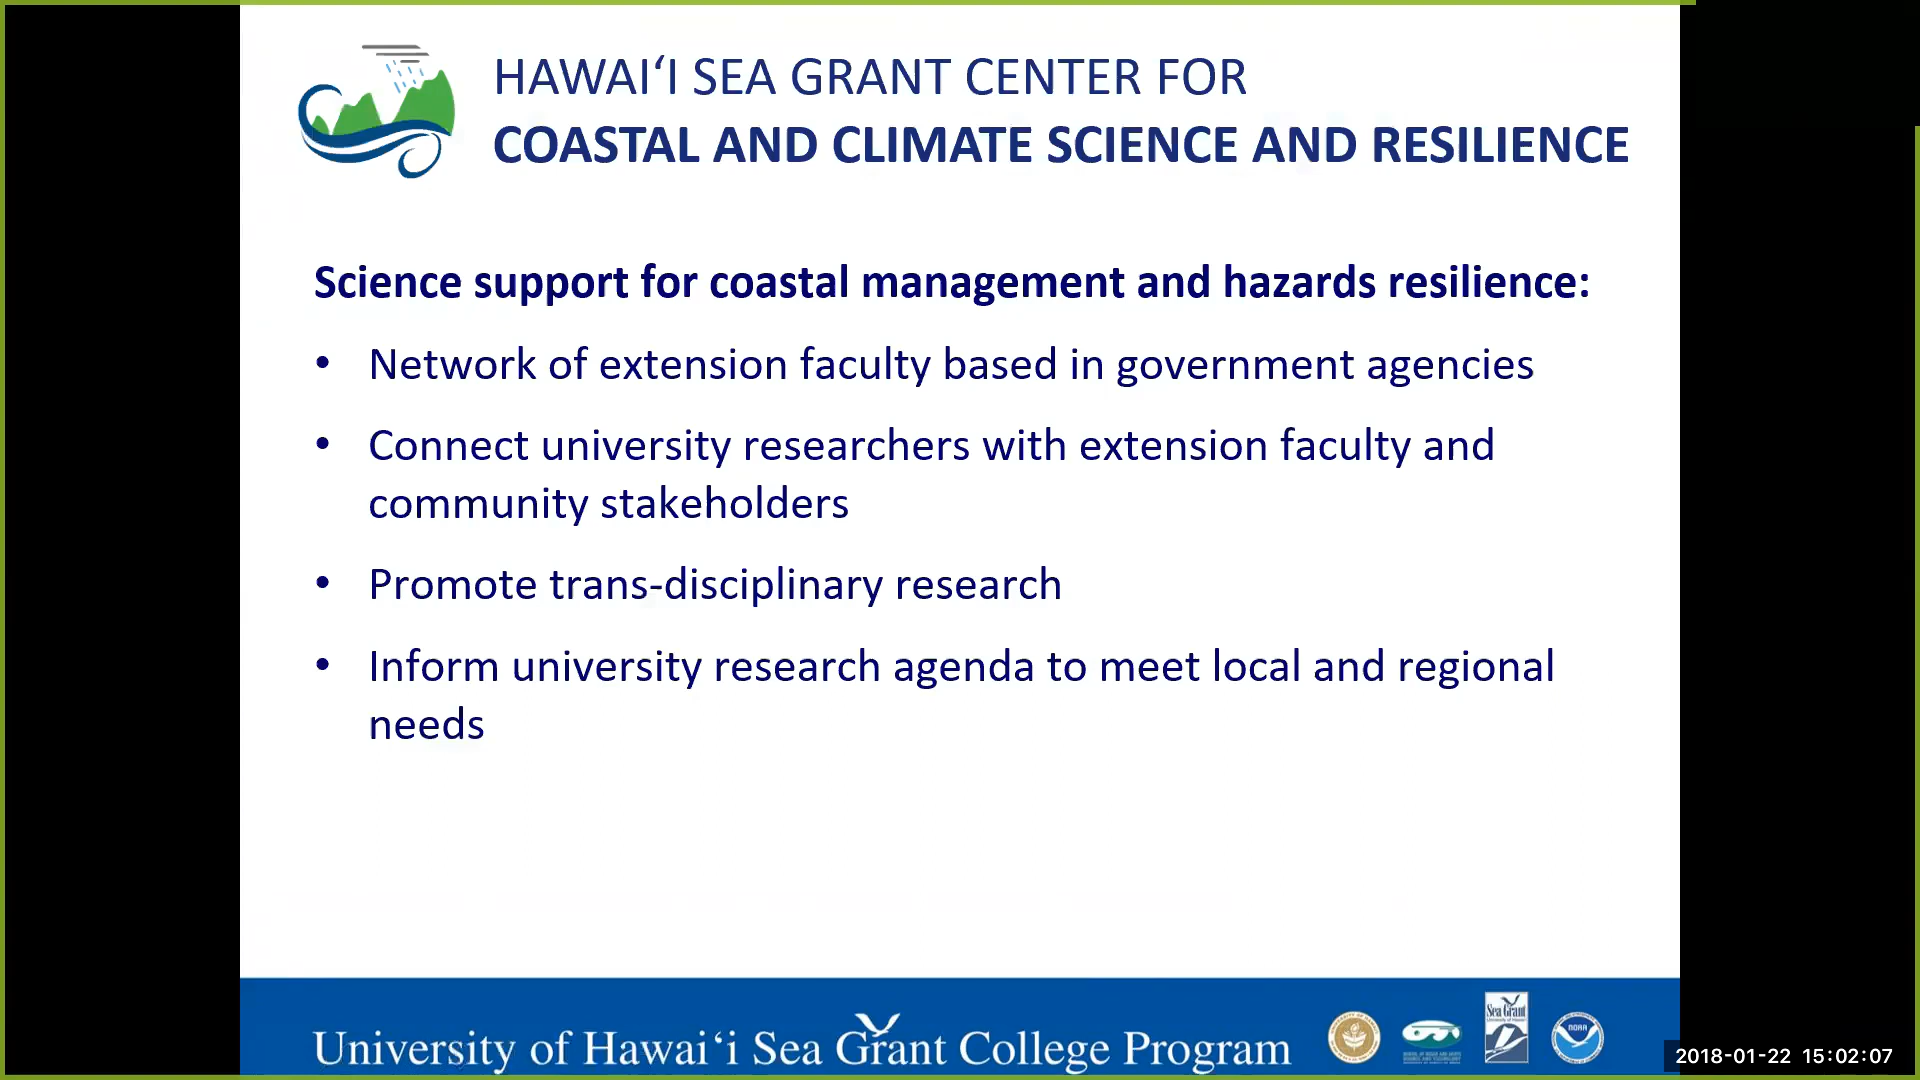 HAWAIʻI SEA GRANT CENTER FOR
COASTAL AND CLIMATE SCIENCE AND RESILIENCE
Science support for coastal management and hazards resilience:
• Network of extension faculty based in government agencies
• Connect university researchers with extension faculty and
community stakeholders
• Promote trans-disciplinary research
• Inform university research agenda to meet local and regional
needs
University of Hawaiʻi Sea Grant College Program
Sea Grant
NOAA
2018-01-22 15:02:07